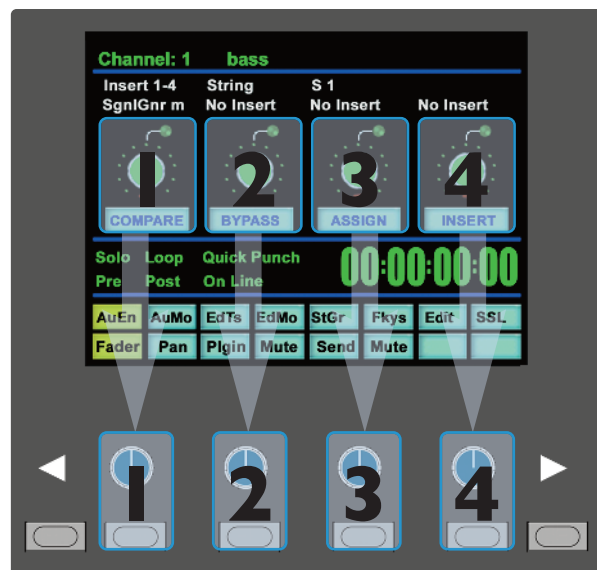 Channel: 1 bass
Insert 1-4 String S 1
SgnlGnr m No Insert No Insert No Insert
1 2 3 4
COMPARE BYPASS ASSIGN INSERT
Solo Loop Quick Punch
Pre Post On Line
00:00:00:00
AuEn AuMo EdTs EdMo StGr Fkys Edit SSL
Fader Pan Plgin Mute Send Mute
1 2 3 4